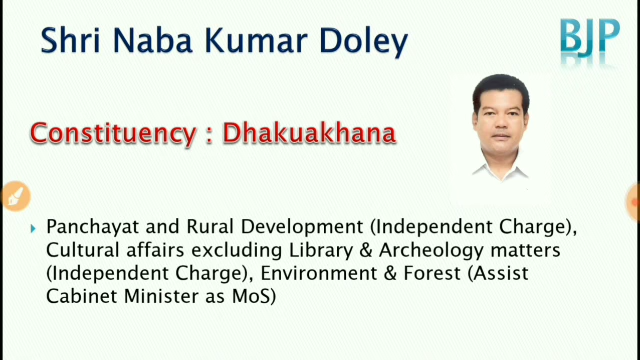 Shri Naba Kumar Doley
BJP
Constituency : Dhakuakhana
Panchayat and Rural Development (Independent Charge),
Cultural affairs excluding Library & Archeology matters
(Independent Charge), Environment & Forest (Assist
Cabinet Minister as MoS)